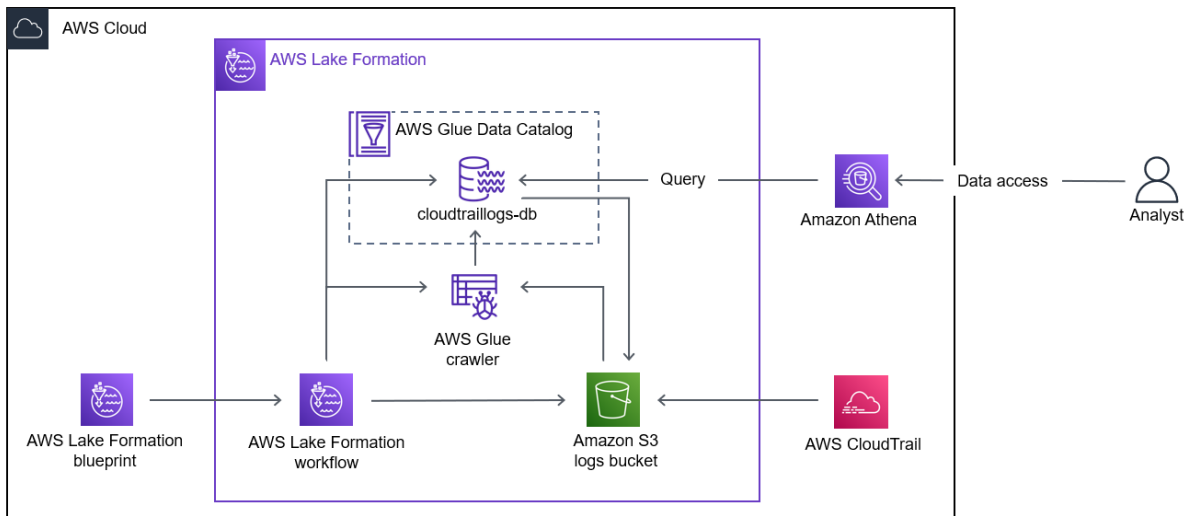 AWS Cloud
AWS Lake Formation
AWS Glue Data Catalog
cloudtraillogs-db
Query
Amazon Athena
Data access
Analyst
AWS Glue
crawler
AWS Lake Formation
blueprint
AWS Lake Formation
workflow
Amazon S3
logs bucket
AWS CloudTrail